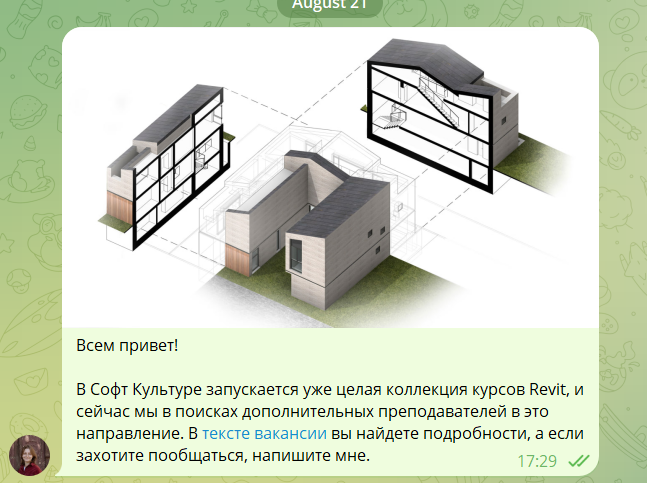 August 21
Всем привет!
В Софт Культуре запускается уже целая коллекция курсов Revit, и
сейчас мы в поисках дополнительных преподавателей в это
направление. В тексте вакансии вы найдете подробности, а если
захотите пообщаться, напишите мне.
17:29